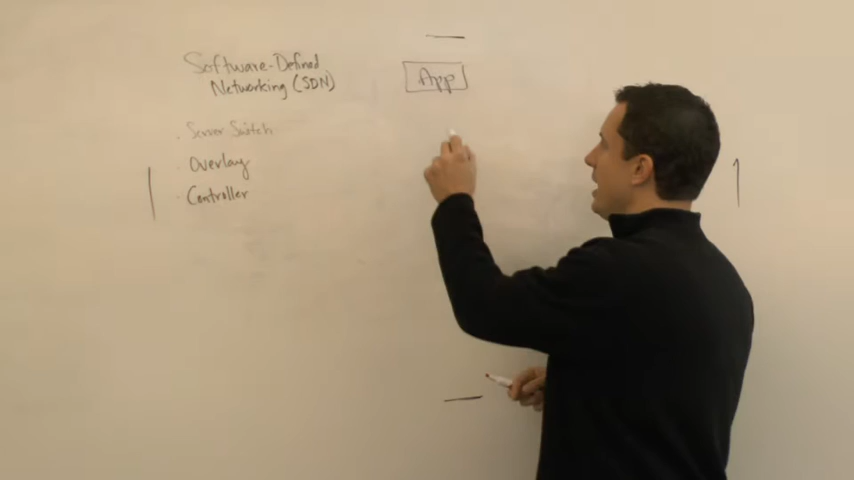 Software-Defined
Networking (SDN)
App
· Server Switch
· Overlay
· Controller